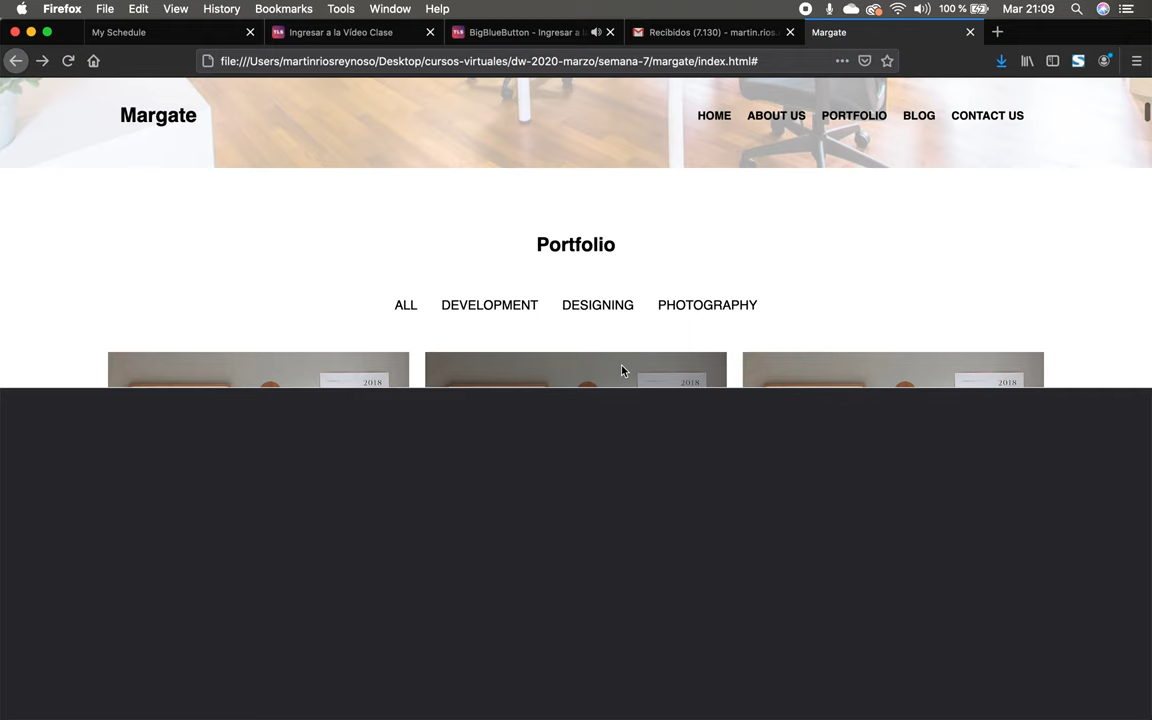 Firefox File Edit View History Bookmarks Tools Window Help 100 % Mar 21:09
My Schedule Ingresar a la Vídeo Clase BigBlueButton - Ingresar a l Recibidos (7.130) - martin.rios. Margate
file:///Users/martinriosreynoso/Desktop/cursos-virtuales/dw-2020-marzo/semana-7/margate/index.html#
Margate HOME ABOUT US PORTFOLIO BLOG CONTACT US
Portfolio
ALL DEVELOPMENT DESIGNING PHOTOGRAPHY
2018 2018 2018